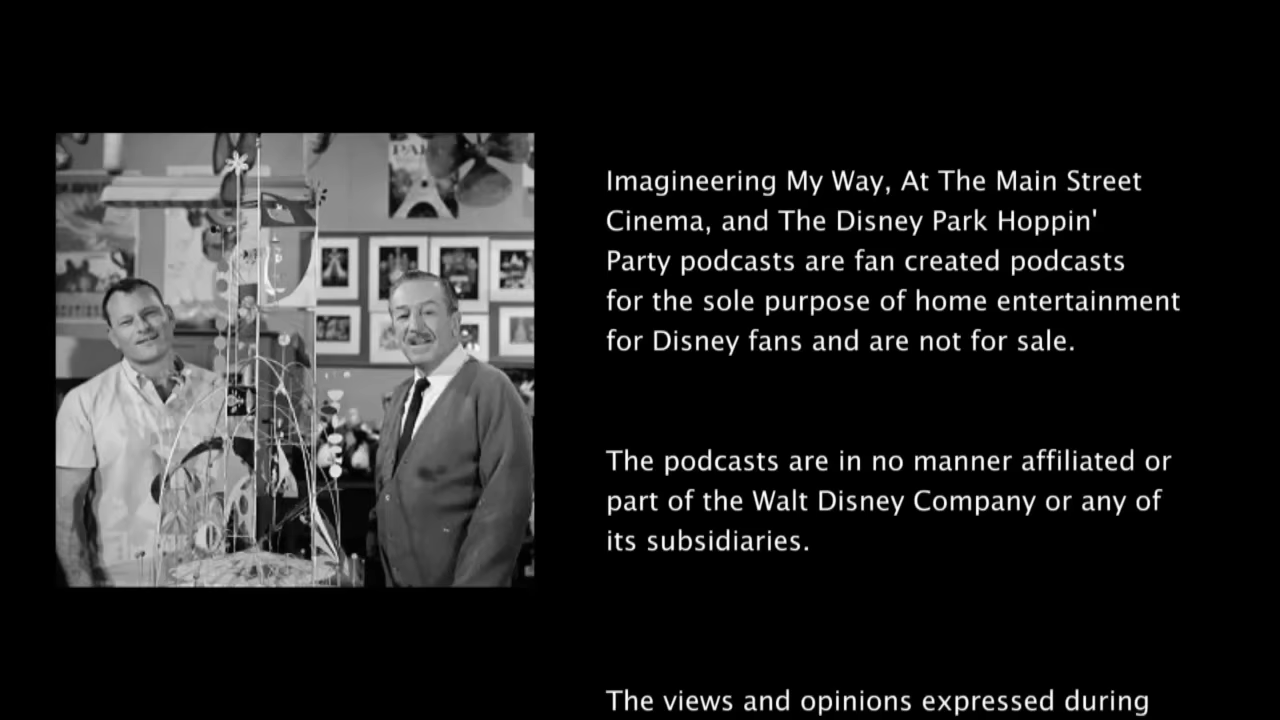 Imagineering My Way, At The Main Street
Cinema, and The Disney Park Hoppin'
Party podcasts are fan created podcasts
for the sole purpose of home entertainment
for Disney fans and are not for sale.
The podcasts are in no manner affiliated or
part of the Walt Disney Company or any of
its subsidiaries.
The views and opinions expressed during